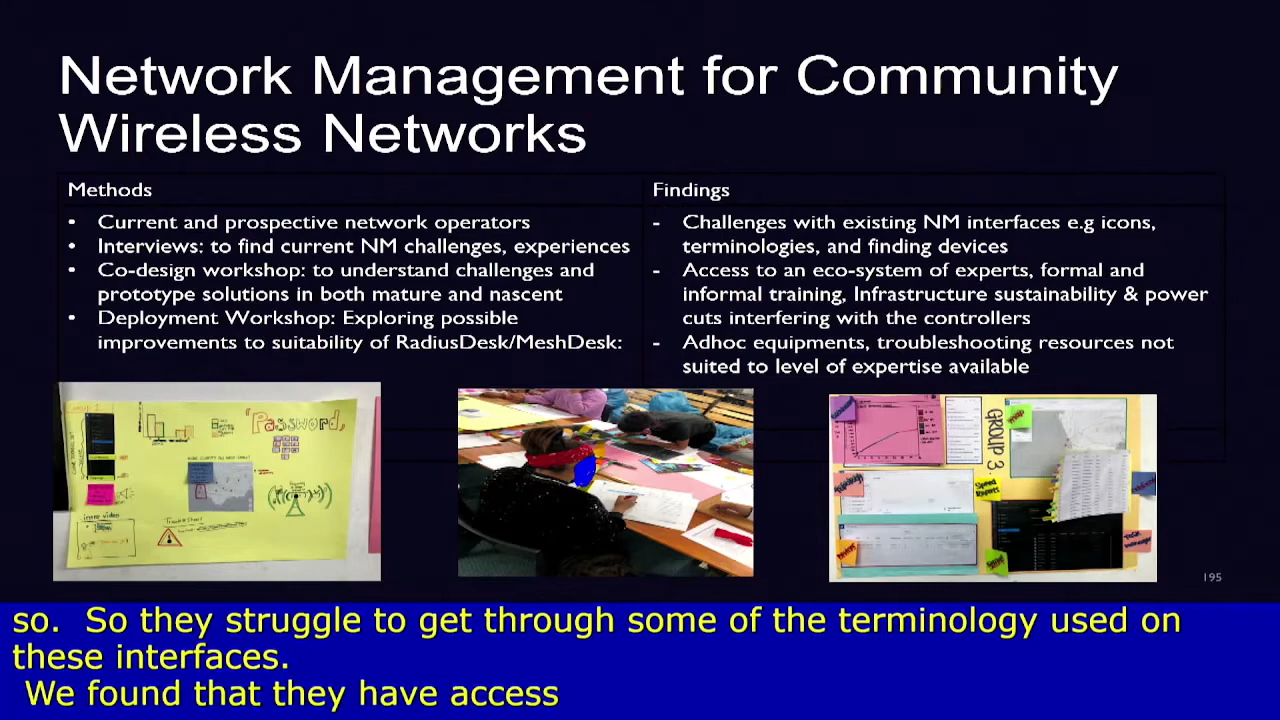 Network Management for Community
Wireless Networks
Methods
• Current and prospective network operators
• Interviews: to find current NM challenges, experiences
• Co-design workshop: to understand challenges and
prototype solutions in both mature and nascent
• Deployment Workshop: Exploring possible
improvements to suitability of RadiusDesk/MeshDesk:
Findings
- Challenges with existing NM interfaces e.g icons,
terminologies, and finding devices
- Access to an eco-system of experts, formal and
informal training, Infrastructure sustainability & power
cuts interfering with the controllers
- Adhoc equipments, troubleshooting resources not
suited to level of expertise available
Password,
GROUP 3
Speed
Reports
195
so.  So they struggle to get through some of the terminology used on
these interfaces.
We found that they have access